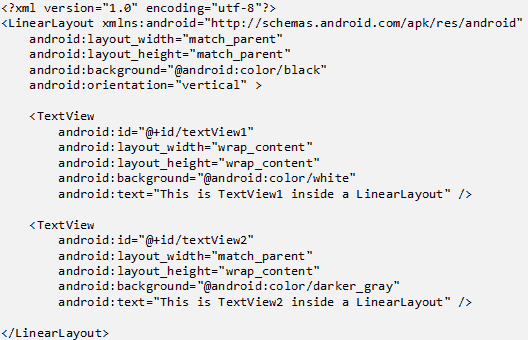 <?xml version="1.0" encoding="utf-8"?>
<LinearLayout xmlns:android="http://schemas.android.com/apk/res/android"
    android:layout_width="match_parent"
    android:layout_height="match_parent"
    android:background="@android:color/black"
    android:orientation="vertical" >

    <TextView
        android:id="@+id/textView1"
        android:layout_width="wrap_content"
        android:layout_height="wrap_content"
        android:background="@android:color/white"
        android:text="This is TextView1 inside a LinearLayout" />

    <TextView
        android:id="@+id/textView2"
        android:layout_width="match_parent"
        android:layout_height="wrap_content"
        android:background="@android:color/darker_gray"
        android:text="This is TextView2 inside a LinearLayout" />

</LinearLayout>